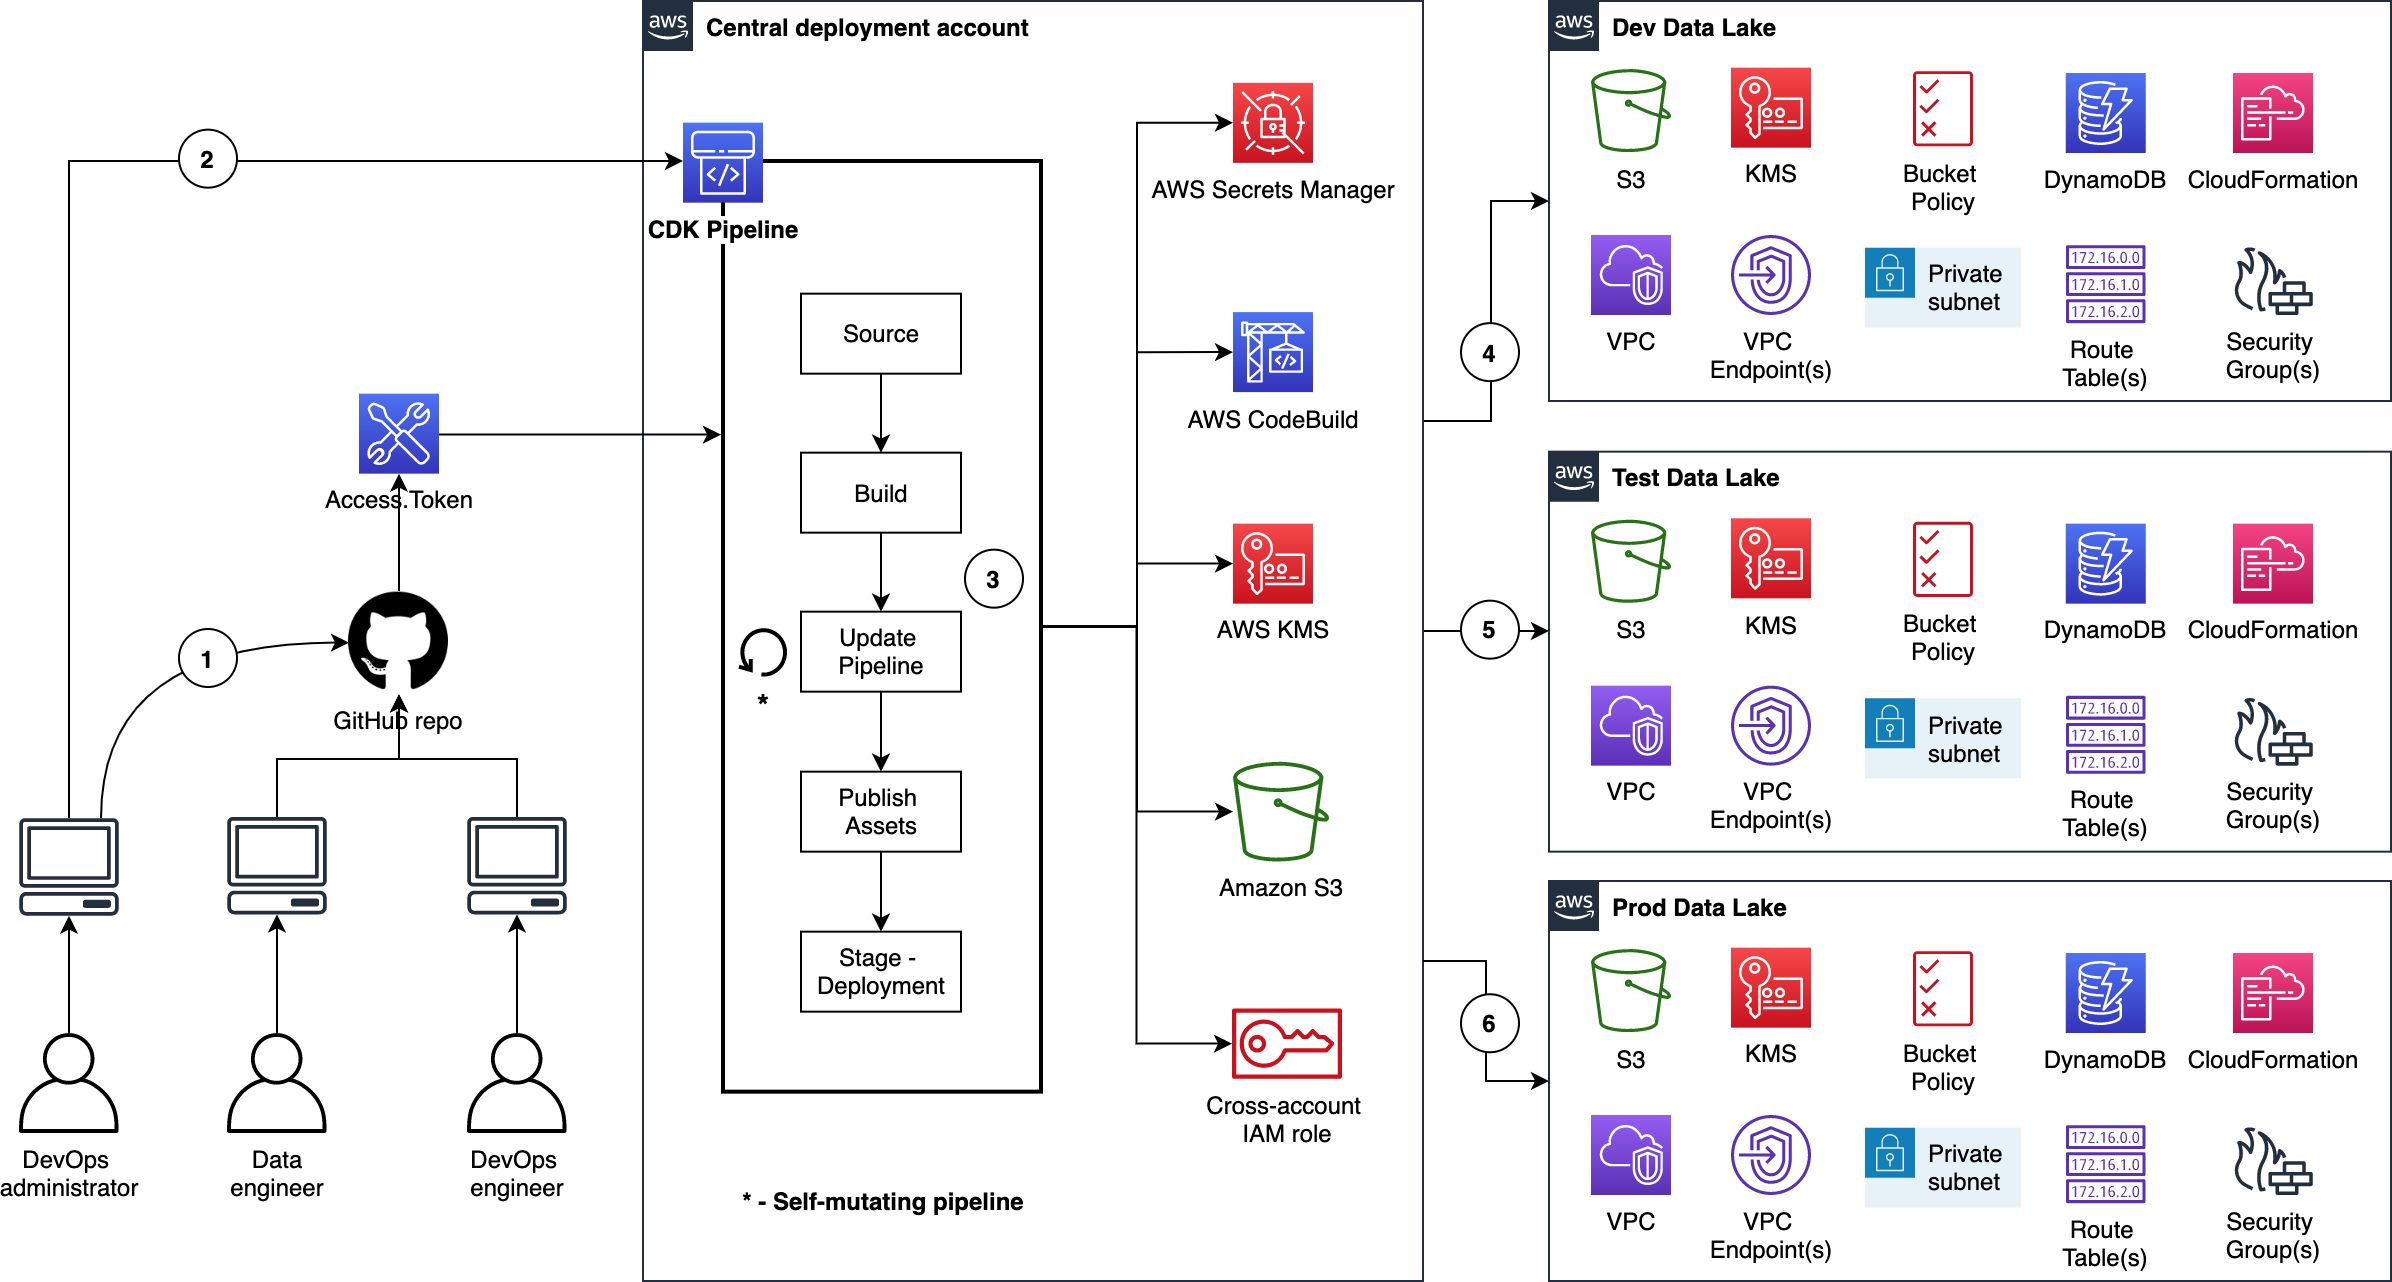 2
1
Access Token
GitHub repo
DevOps
administrator
Data
engineer
DevOps
engineer
aws
Central deployment account
CDK Pipeline
Source
Build
Update
Pipeline
*
Publish
Assets
Stage -
Deployment
3
* - Self-mutating pipeline
AWS Secrets Manager
AWS CodeBuild
AWS KMS
Amazon S3
Cross-account
IAM role
4
5
6
aws
Dev Data Lake
S3
KMS
Bucket
Policy
DynamoDB
CloudFormation
VPC
VPC
Endpoint(s)
Private
subnet
172.16.0.0
172.16.1.0
172.16.2.0
Route
Table(s)
Security
Group(s)
aws
Test Data Lake
S3
KMS
Bucket
Policy
DynamoDB
CloudFormation
VPC
VPC
Endpoint(s)
Private
subnet
172.16.0.0
172.16.1.0
172.16.2.0
Route
Table(s)
Security
Group(s)
aws
Prod Data Lake
S3
KMS
Bucket
Policy
DynamoDB
CloudFormation
VPC
VPC
Endpoint(s)
Private
subnet
172.16.0.0
172.16.1.0
172.16.2.0
Route
Table(s)
Security
Group(s)